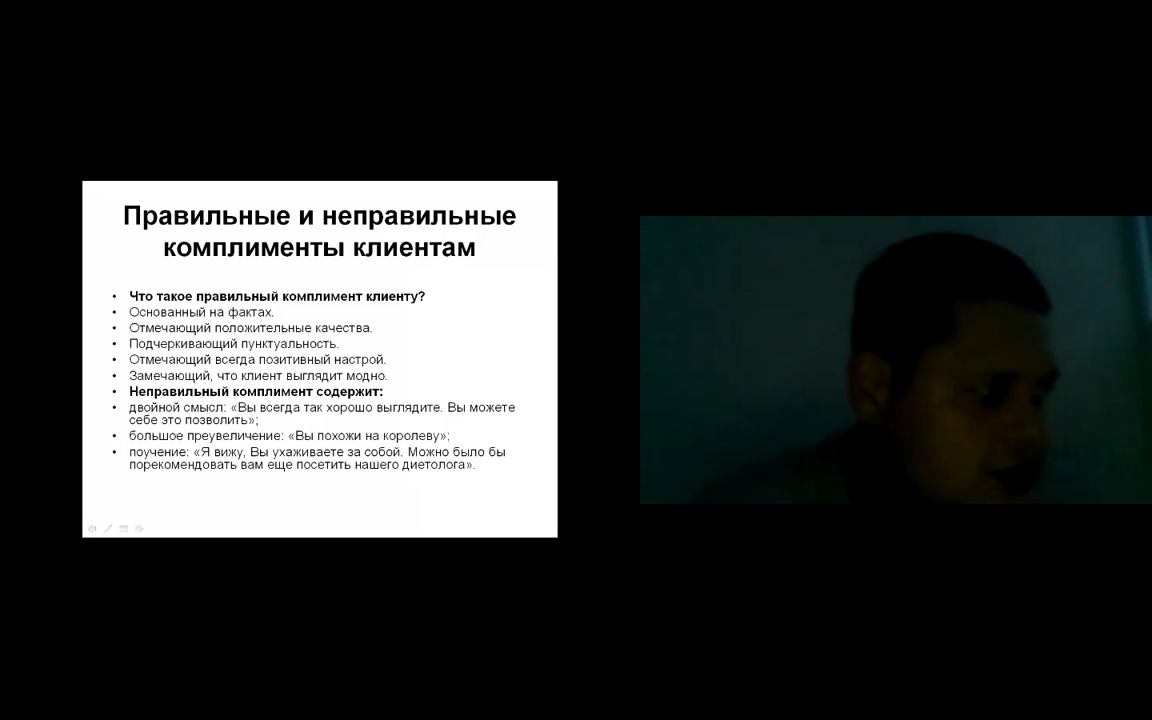 Правильные и неправильные
комплименты клиентам
• Что такое правильный комплимент клиенту?
• Основанный на фактах.
• Отмечающий положительные качества.
• Подчеркивающий пунктуальность.
• Отмечающий всегда позитивный настрой.
• Замечающий, что клиент выглядит модно.
• Неправильный комплимент содержит:
• двойной смысл: «Вы всегда так хорошо выглядите. Вы можете
себе это позволить»;
• большое преувеличение: «Вы похожи на королеву»;
• поучение: «Я вижу, Вы ухаживаете за собой. Можно было бы
порекомендовать вам еще посетить нашего диетолога».